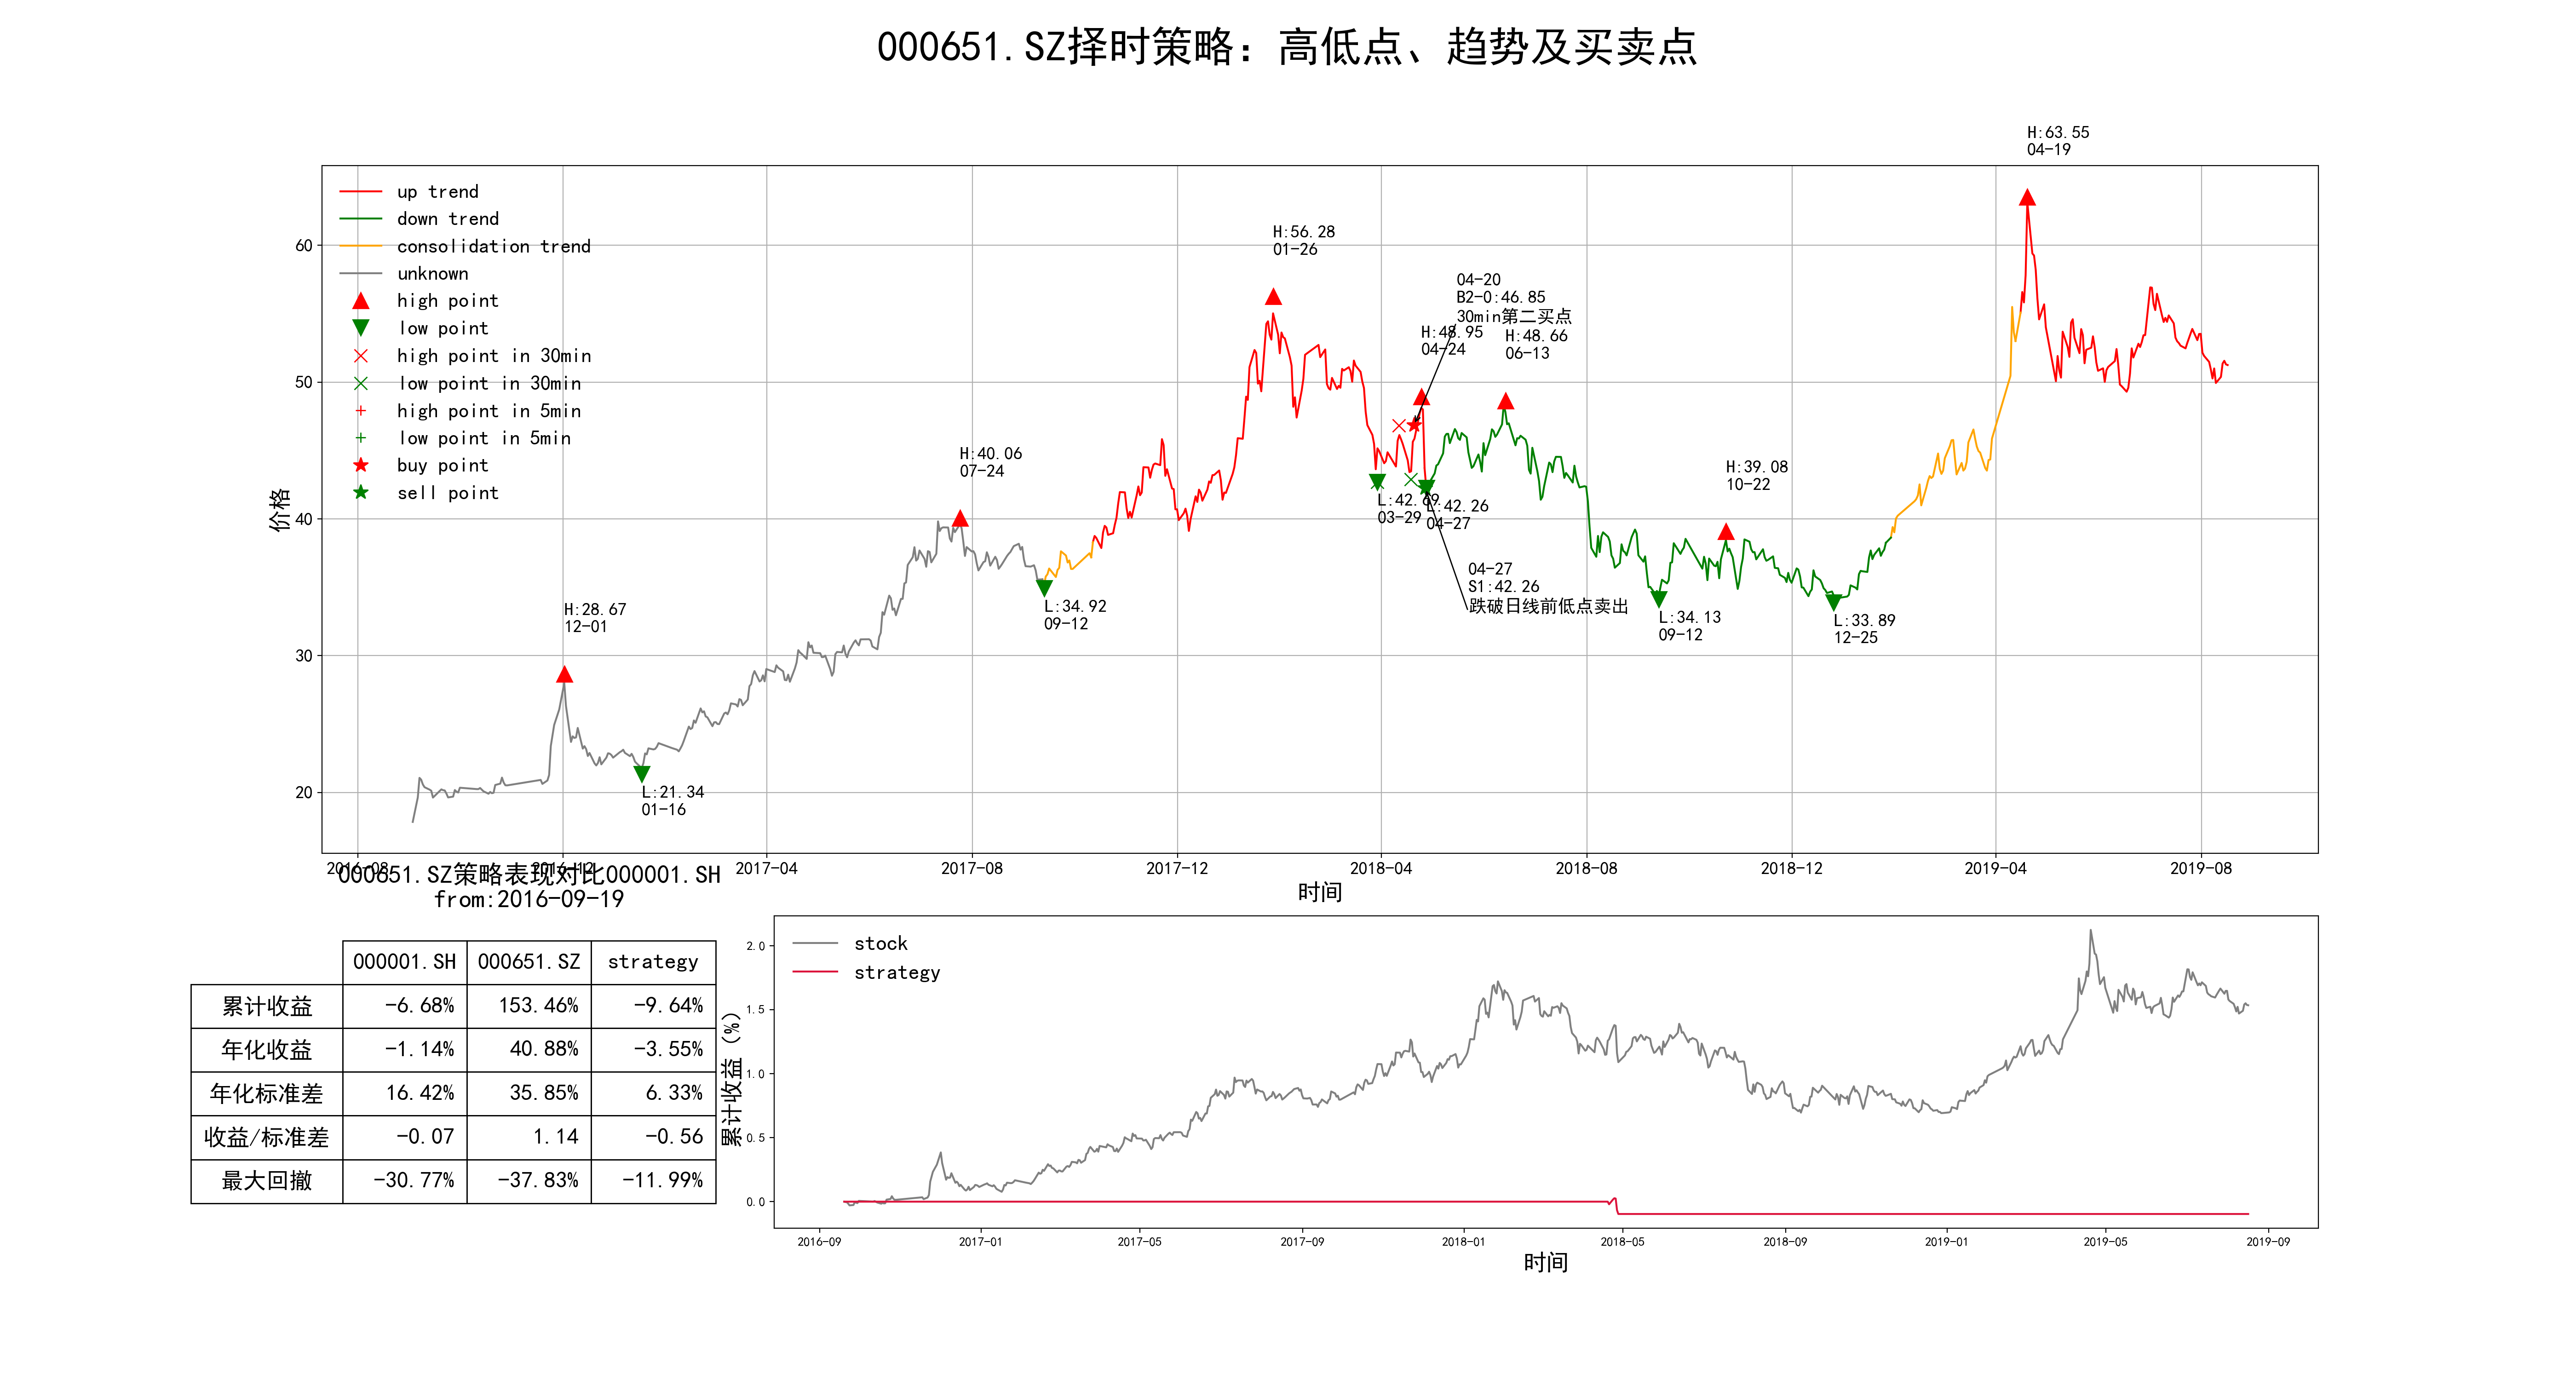 000651.SZ择时策略：高低点、趋势及买卖点
H:63.55
04-19
up trend
down trend
consolidation trend
unknown
high point
low point
high point in 30min
low point in 30min
high point in 5min
low point in 5min
buy point
sell point
H:56.28
01-26
04-20
B2-0:46.85
30min第二买点
H:48.95
04-24
H:48.66
06-13
H:40.06
07-24
H:39.08
10-22
L:42.69
03-29
L:42.26
04-27
04-27
S1:42.26
跌破日线前低点卖出
H:28.67
12-01
L:34.92
09-12
L:34.13
09-12
L:33.89
12-25
L:21.34
01-16
价格
60
50
40
30
20
2016-08
2016-12
2017-04
2017-08
2017-12
2018-04
2018-08
2018-12
2019-04
2019-08
时间
000651.SZ策略表现对比000001.SH
from:2016-09-19
000001.SH 000651.SZ strategy
累计收益 -6.68% 153.46% -9.64%
年化收益 -1.14% 40.88% -3.55%
年化标准差 16.42% 35.85% 6.33%
收益/标准差 -0.07 1.14 -0.56
最大回撤 -30.77% -37.83% -11.99%
stock
strategy
累计收益（%）
2.0
1.5
1.0
0.5
0.0
2016-09
2017-01
2017-05
2017-09
2018-01
2018-05
2018-09
2019-01
2019-05
2019-09
时间